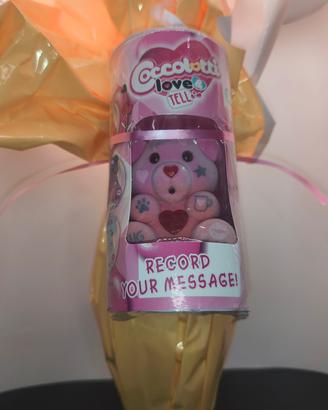 Coccolotti
love &
TELL
RECORD
YOUR MESSAGE!